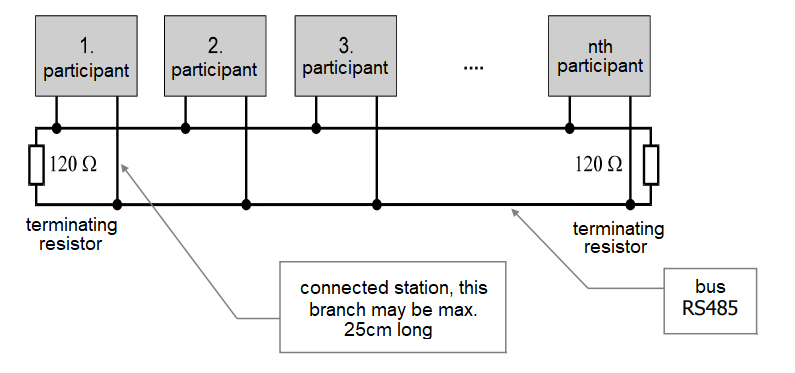 1.
participant
2.
participant
3.
participant
....
nth
participant
120 Ω
120 Ω
terminating
resistor
terminating
resistor
connected station, this
branch may be max.
25cm long
bus
RS485